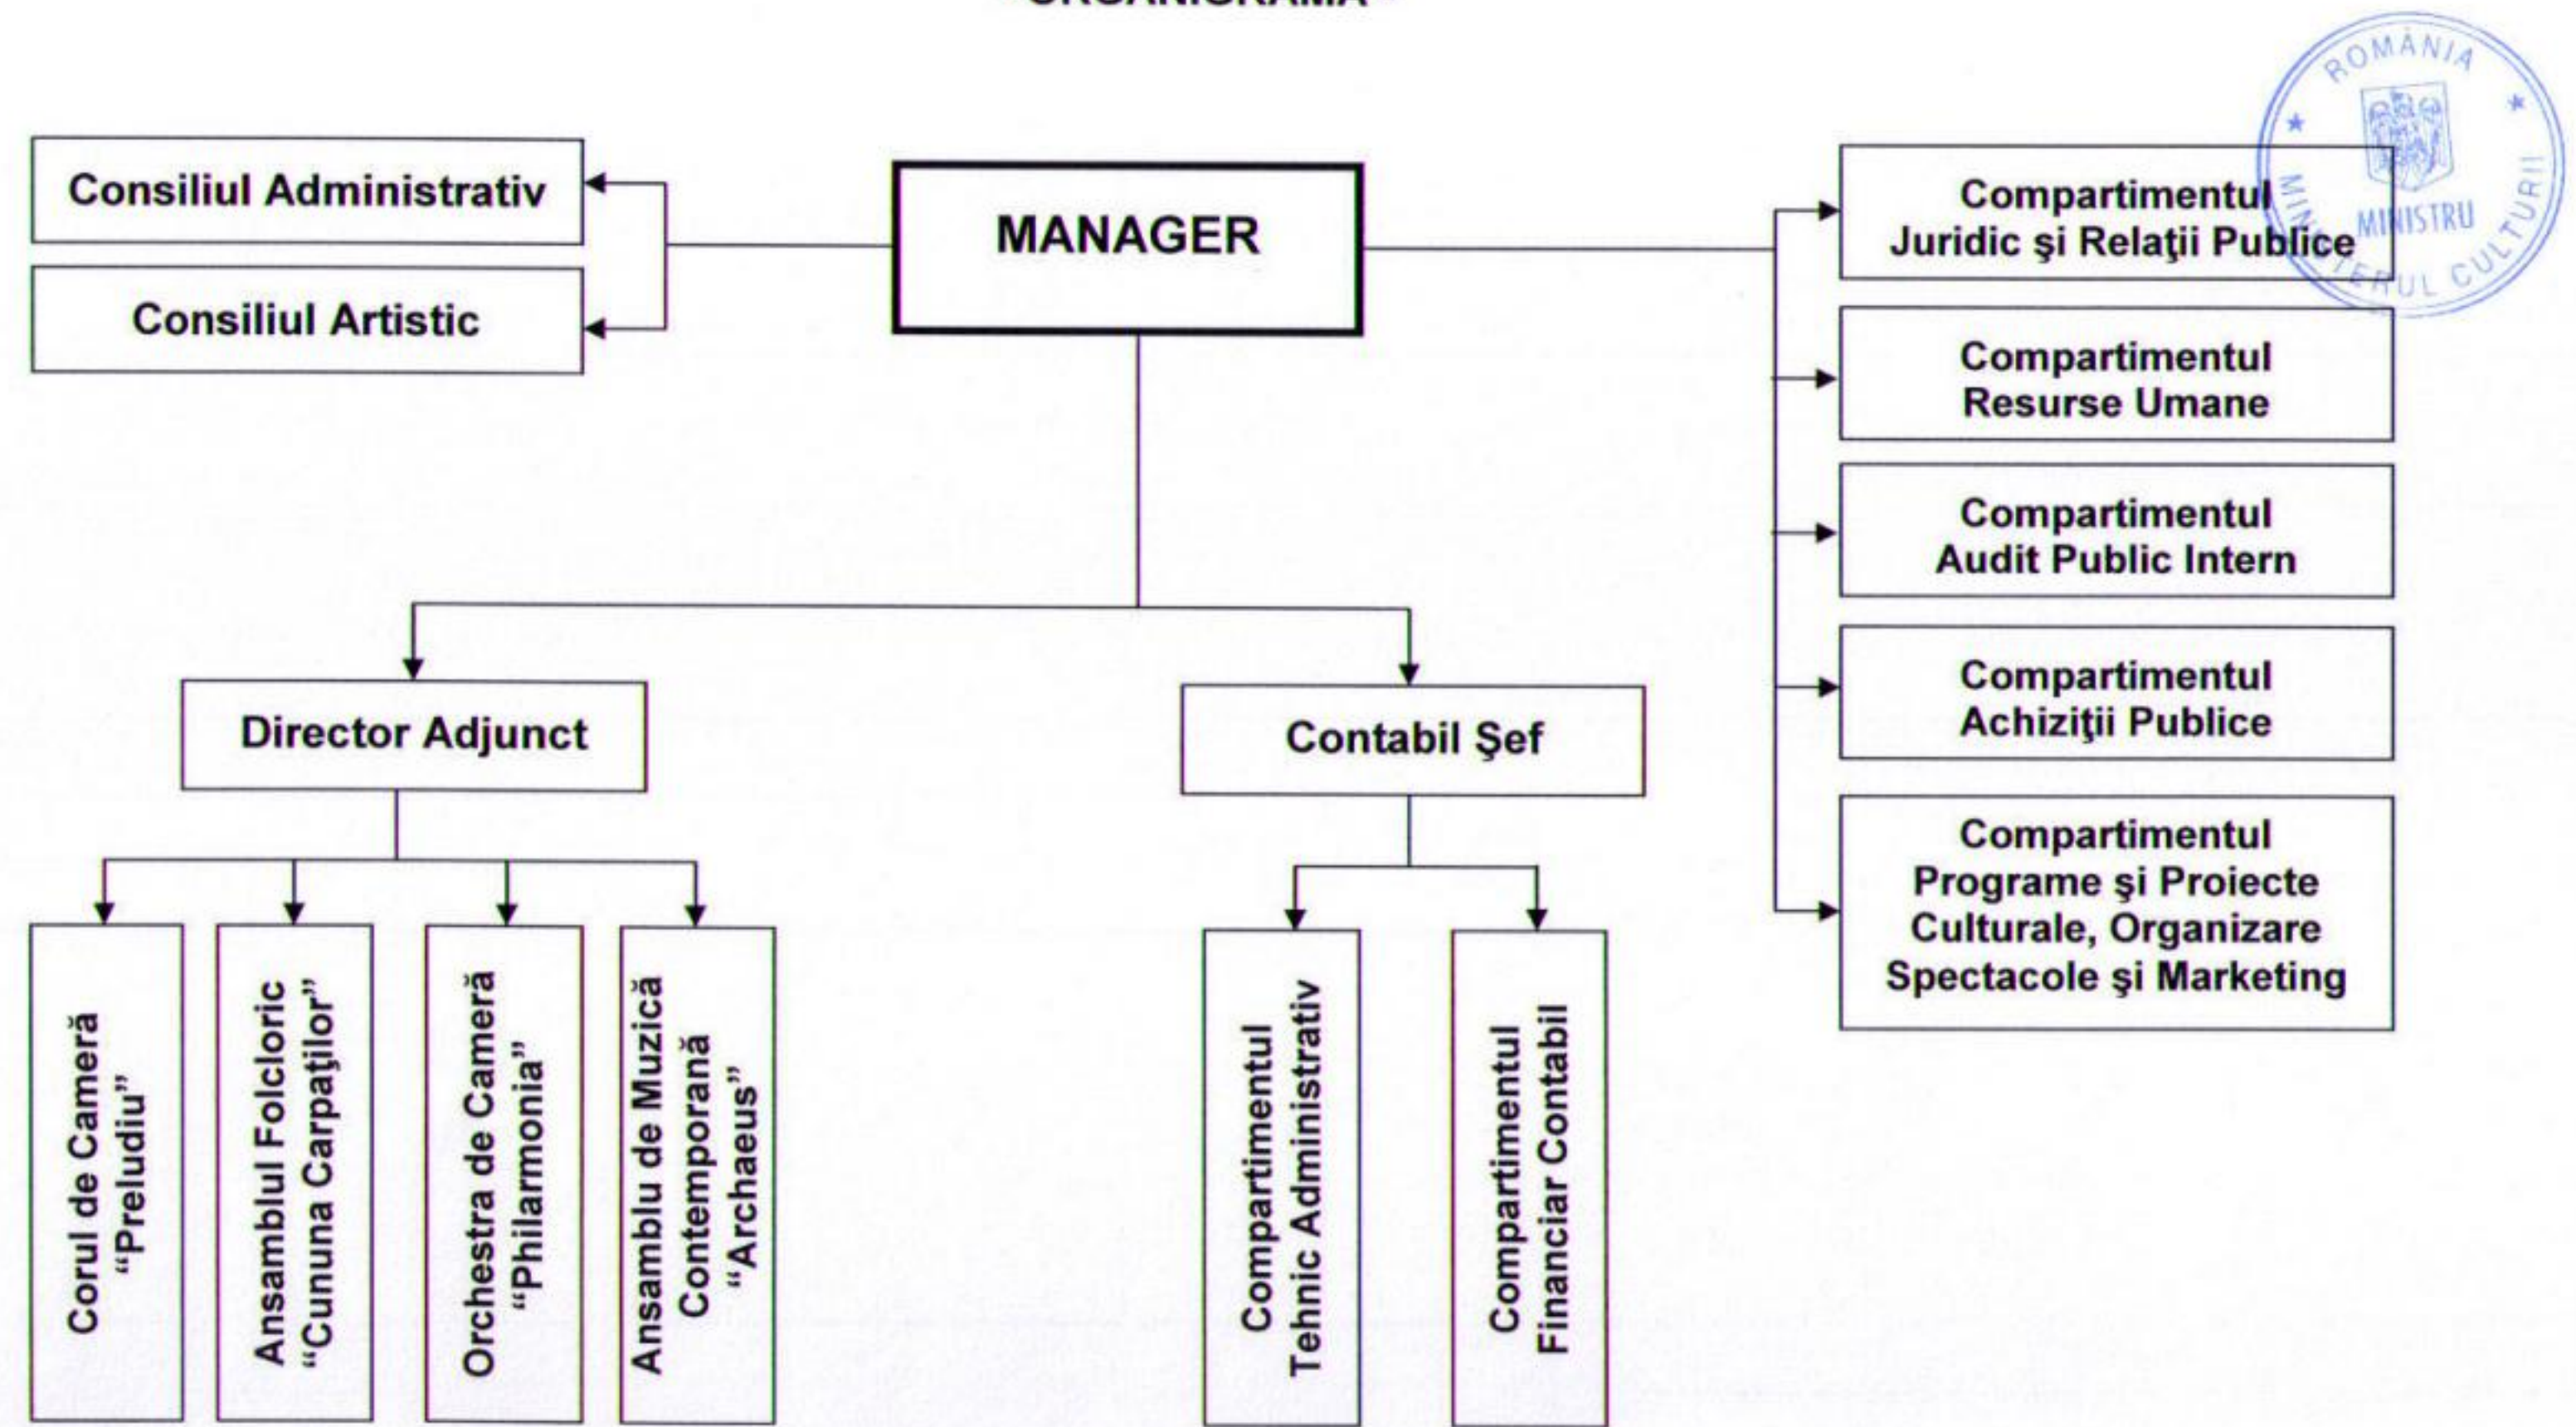 ORGANIGRAMA
ROMÂNIA
MINISTERUL CULTURII
MINISTRU
Consiliul Administrativ
Consiliul Artistic
MANAGER
Compartimentul
Juridic şi Relaţii Publice
Compartimentul
Resurse Umane
Compartimentul
Audit Public Intern
Compartimentul
Achiziţii Publice
Compartimentul
Programe şi Proiecte
Culturale, Organizare
Spectacole şi Marketing
Director Adjunct
Contabil Şef
Corul de Cameră
“Preludiu”
Ansamblul Folcloric
“Cununa Carpaţilor”
Orchestra de Cameră
“Philarmonia”
Ansamblu de Muzică
Contemporană
“Archaeus”
Compartimentul
Tehnic Administrativ
Compartimentul
Financiar Contabil